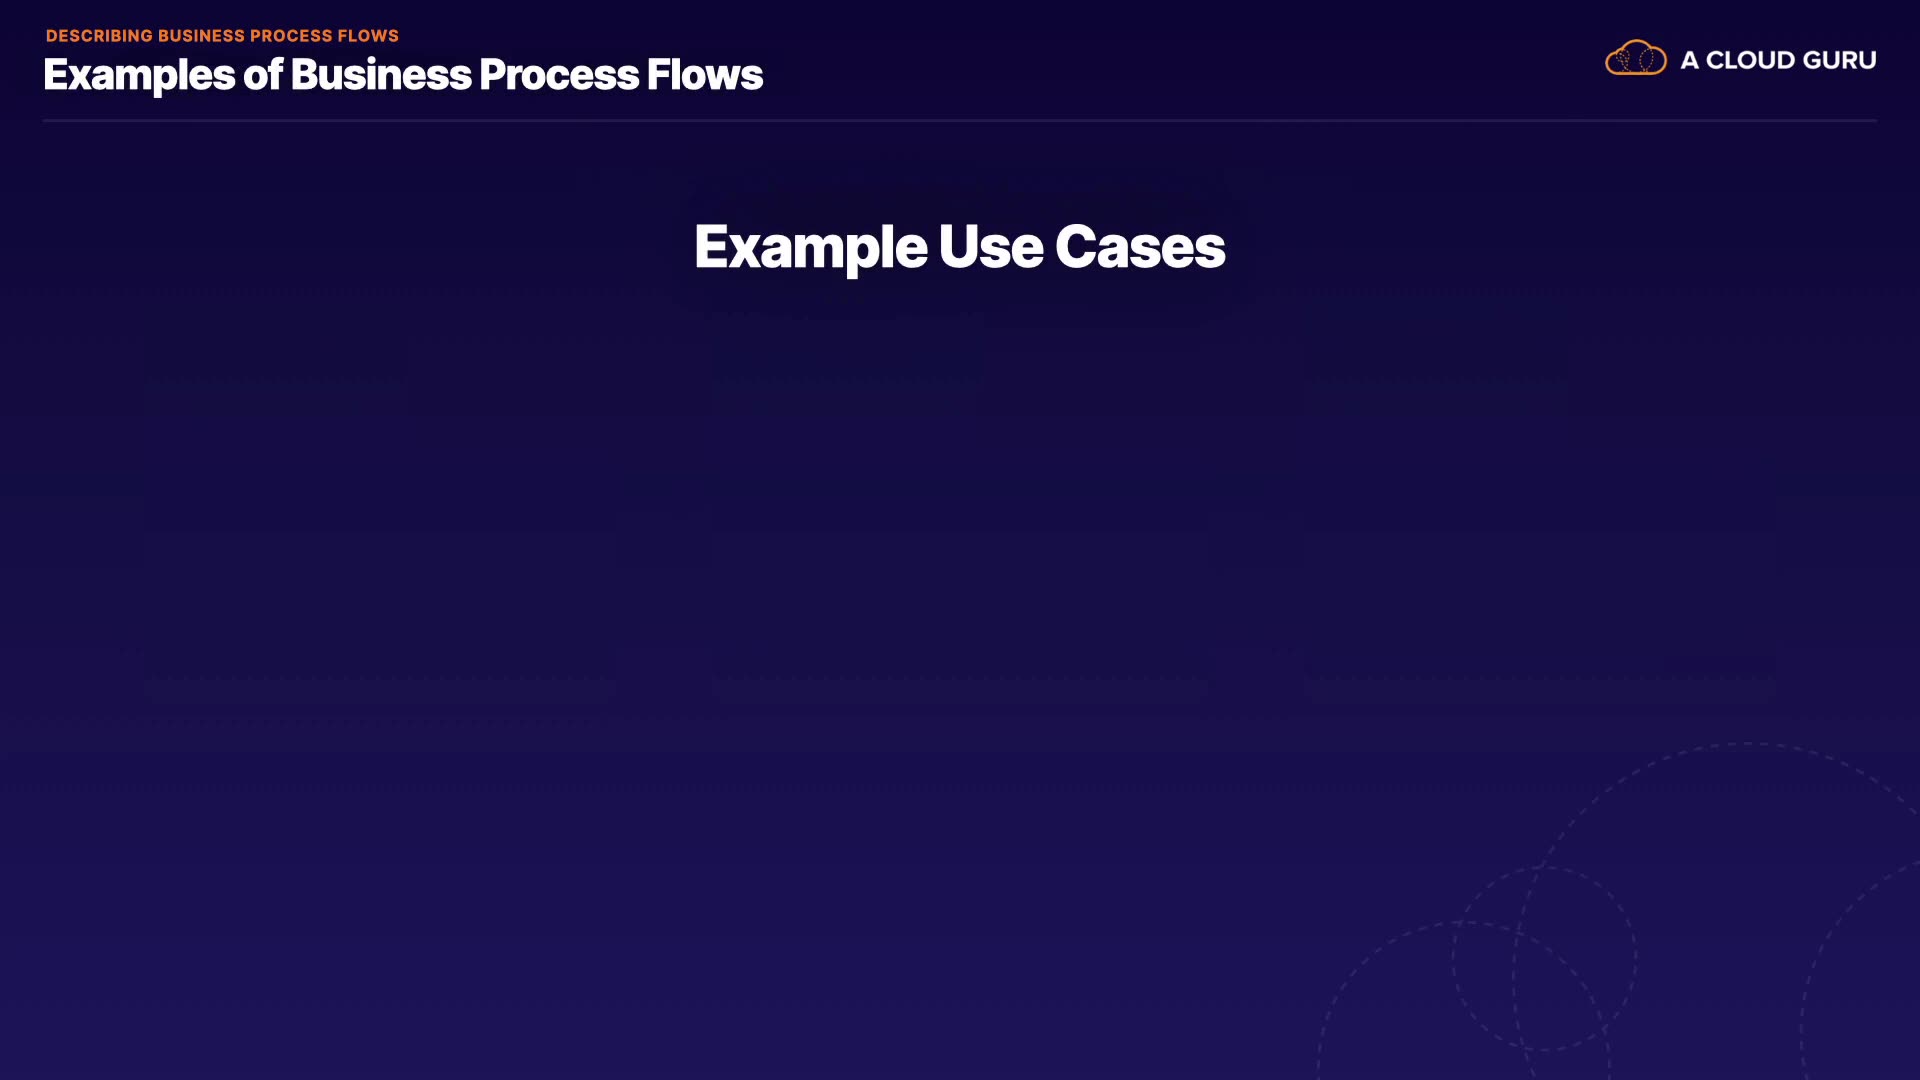 DESCRIBING BUSINESS PROCESS FLOWS
Examples of Business Process Flows
A CLOUD GURU
Example Use Cases